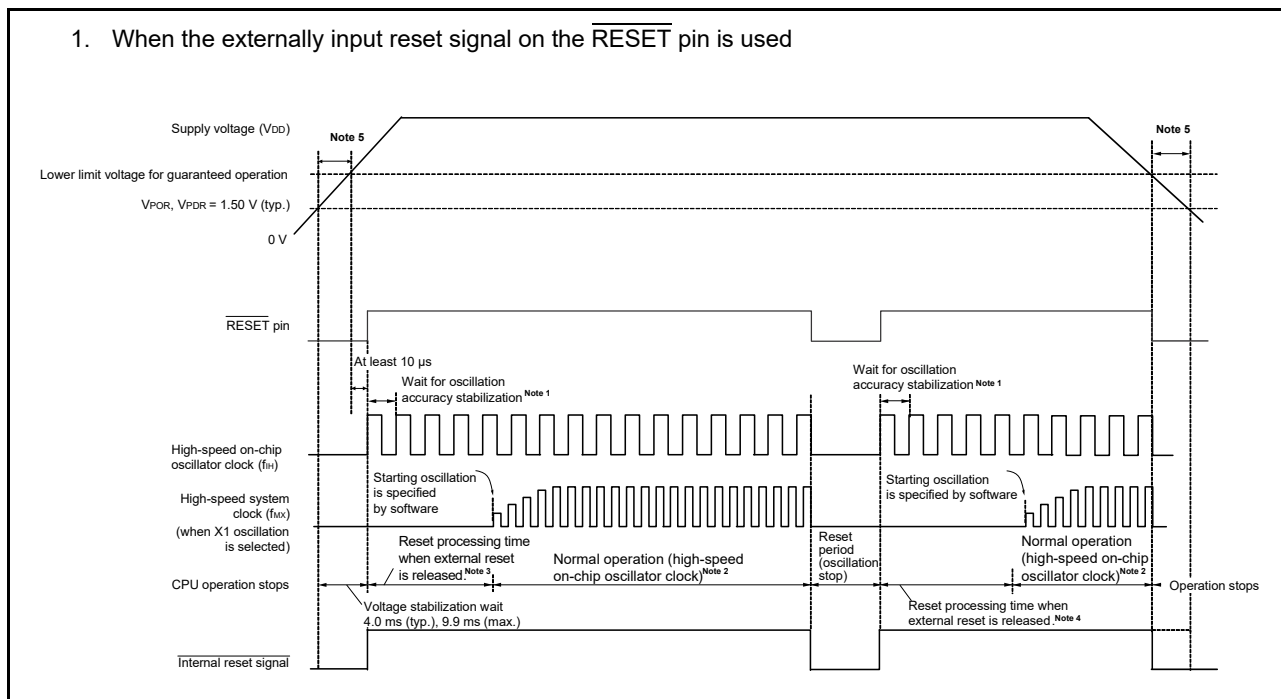 1. When the externally input reset signal on the RESET pin is used
Supply voltage (VDD)
Note 5
Note 5
Lower limit voltage for guaranteed operation
VPOR, VPDR = 1.50 V (typ.)
0 V
RESET pin
At least 10 µs
Wait for oscillation
accuracy stabilization Note 1
Wait for oscillation
accuracy stabilization Note 1
High-speed on-chip
oscillator clock (fIH)
Starting oscillation
is specified
by software
Starting oscillation
is specified by software
High-speed system
clock (fMX)
(when X1 oscillation
is selected)
Reset processing time
when external reset
is released.Note 3
Normal operation (high-speed
on-chip oscillator clock)Note 2
Reset
period
(oscillation
stop)
Normal operation
(high-speed on-chip
oscillator clock)Note 2
CPU operation stops
Operation stops
Voltage stabilization wait
4.0 ms (typ.), 9.9 ms (max.)
Reset processing time when
external reset is released.Note 4
Internal reset signal